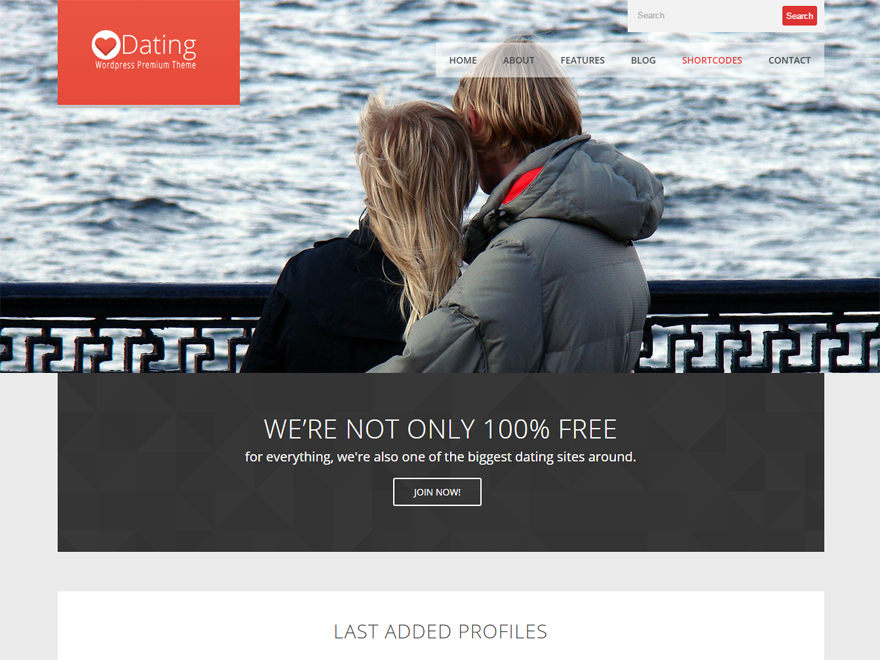 Search
Search
Dating
Wordpress Premium Theme
HOME ABOUT FEATURES BLOG SHORTCODES CONTACT
WE'RE NOT ONLY 100% FREE
for everything, we're also one of the biggest dating sites around.
JOIN NOW!
LAST ADDED PROFILES